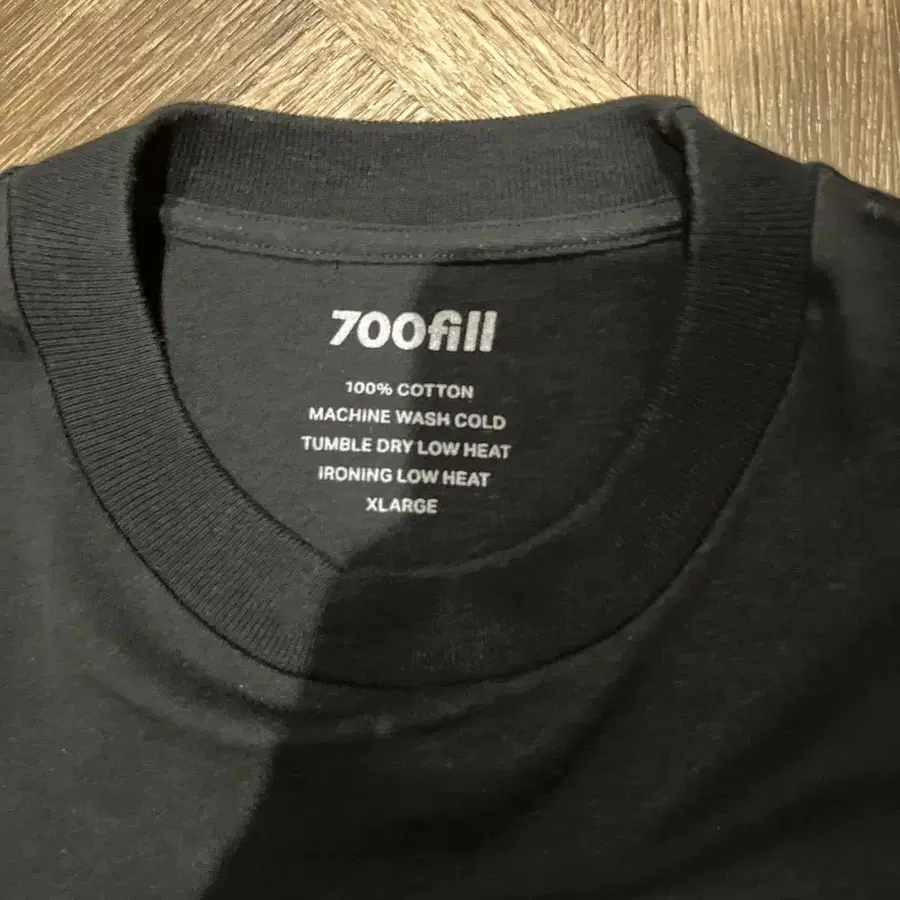 700fill
100% COTTON
MACHINE WASH COLD
TUMBLE DRY LOW HEAT
IRONING LOW HEAT
XLARGE